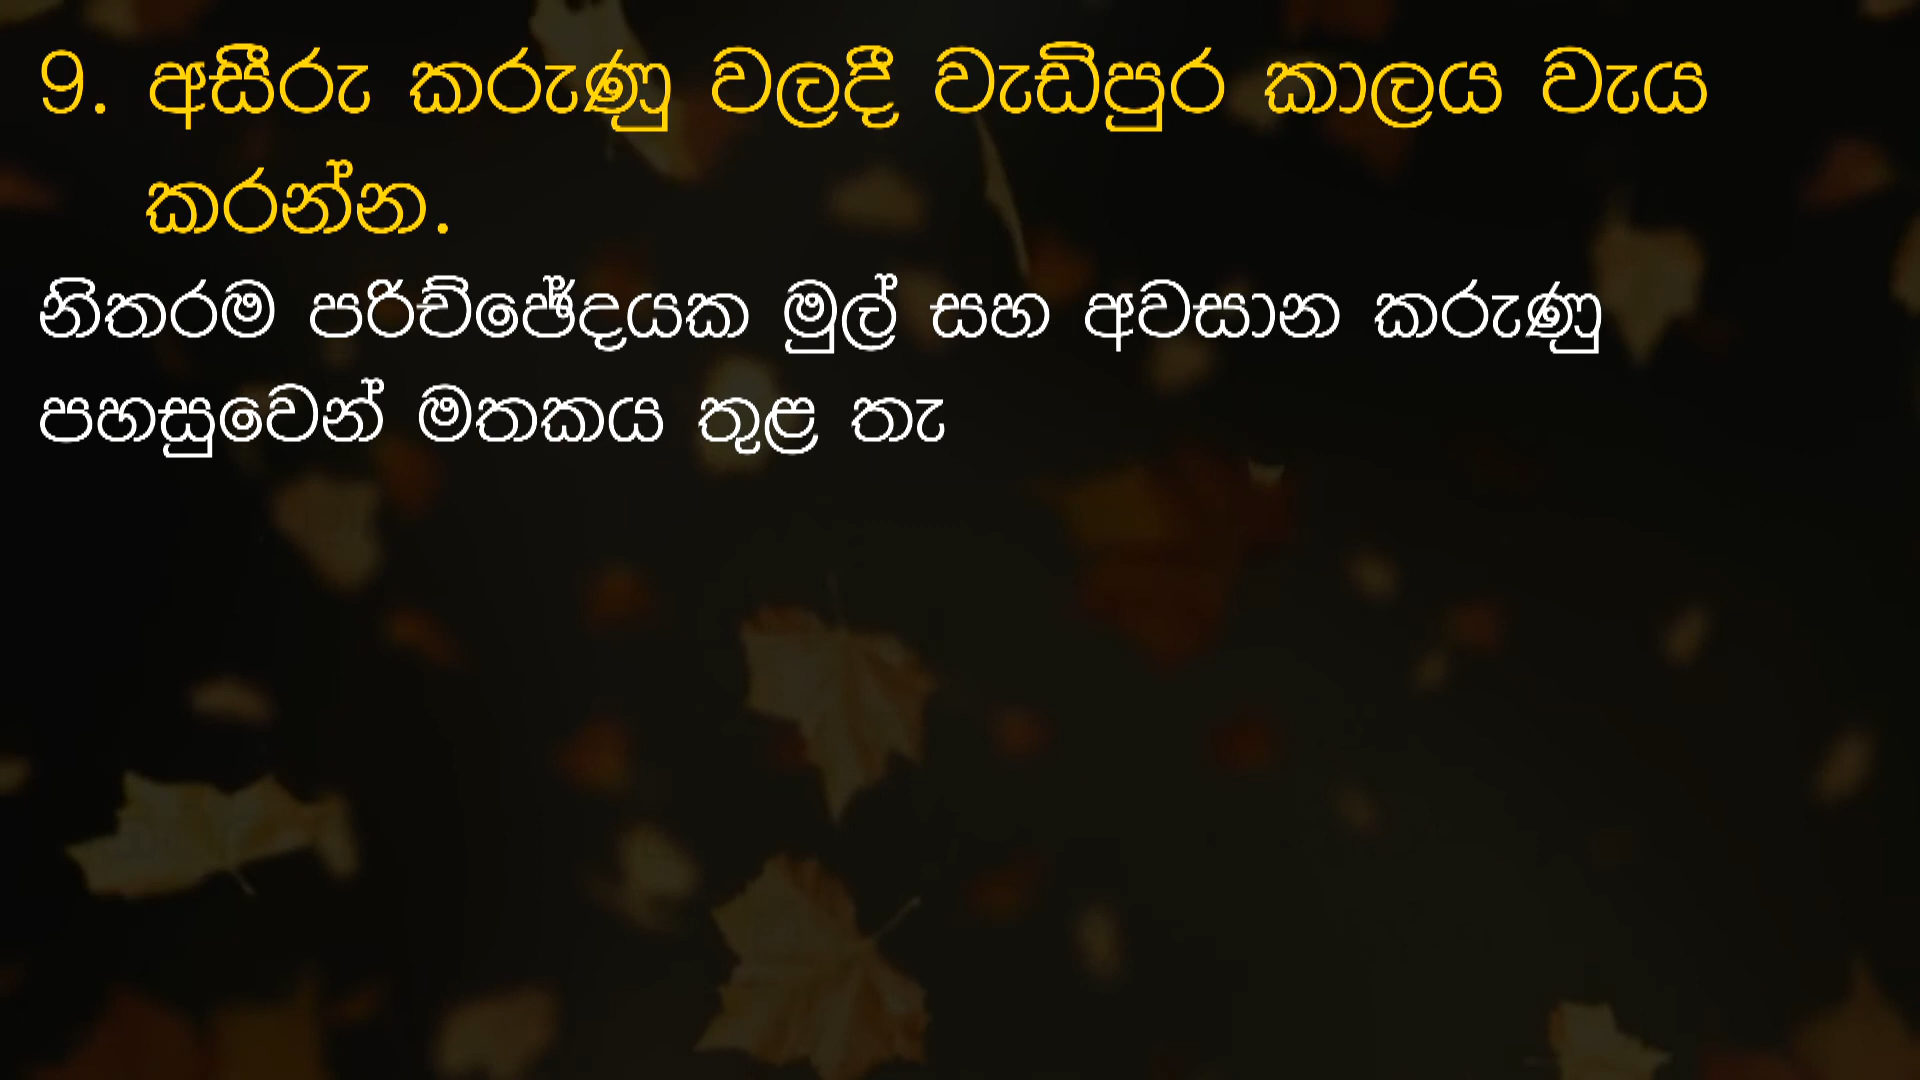 9. අසීරු කරුණු වලදී වැඩිපුර කාලය වැය
කරන්න.
නිතරම පරිච්ඡේදයක මුල් සහ අවසාන කරුණු
පහසුවෙන් මතකය තුළ තැ